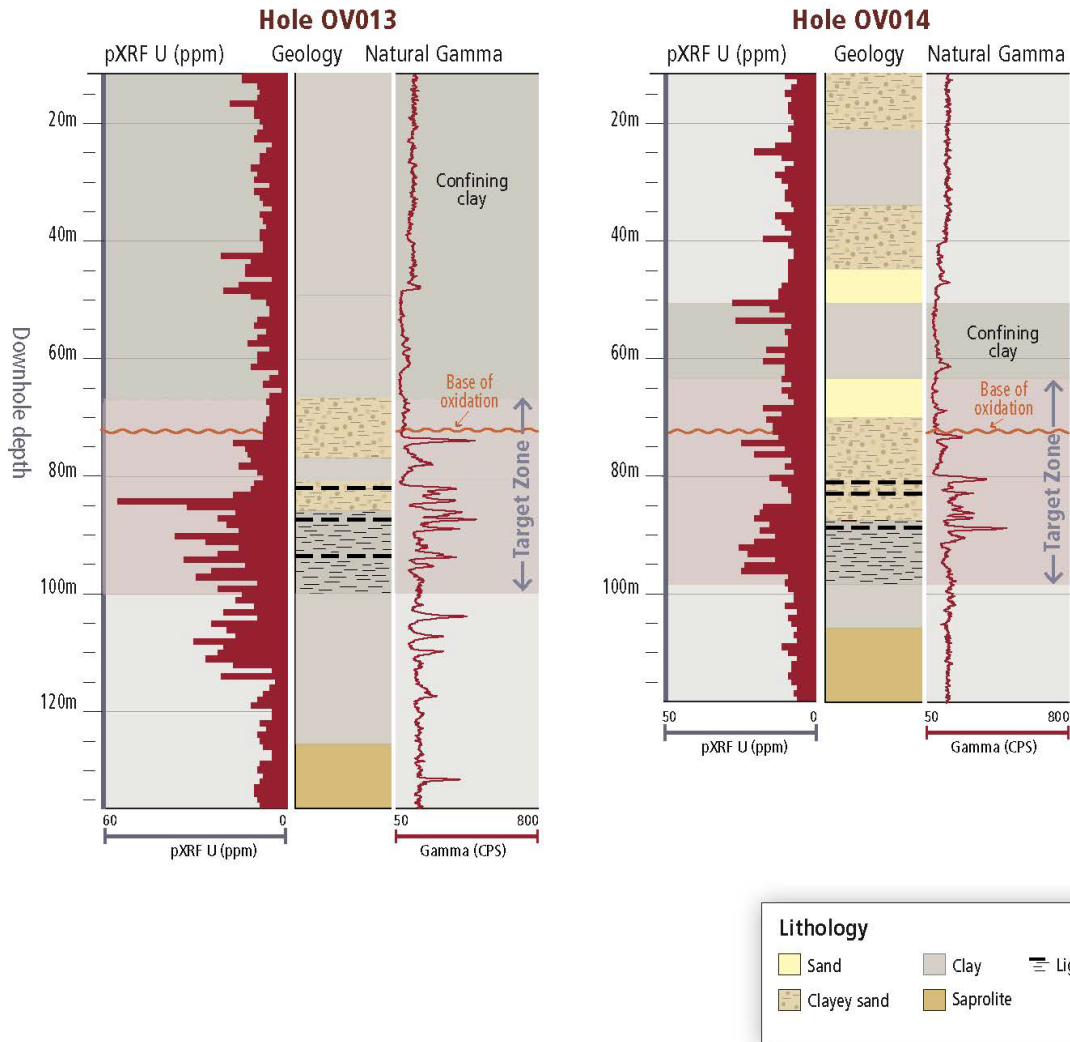 Hole OV013
pXRF U (ppm)
Geology
Natural Gamma
Downhole depth
20m
40m
60m
80m
100m
120m
Confining
clay
Base of
oxidation
Target Zone
60
0
pXRF U (ppm)
50
800
Gamma (CPS)
Hole OV014
pXRF U (ppm)
Geology
Natural Gamma
20m
40m
60m
80m
100m
Confining
clay
Base of
oxidation
Target Zone
50
0
pXRF U (ppm)
50
800
Gamma (CPS)
Lithology
Sand
Clay
Clayey sand
Saprolite